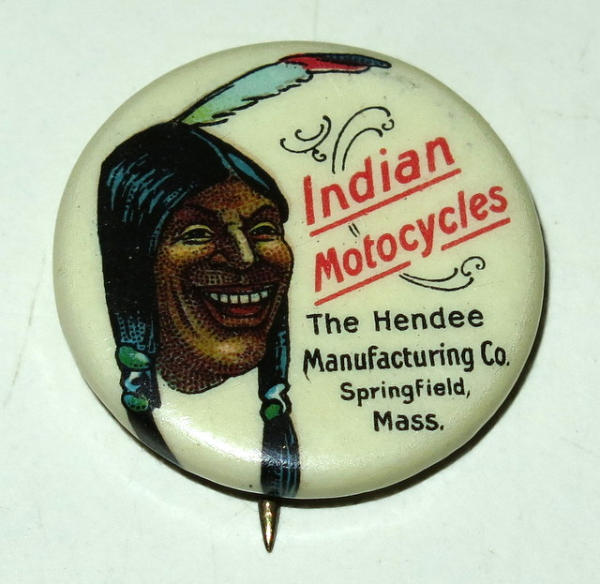 Indian
Motocycles
The Hendee
Manufacturing Co.
Springfield,
Mass.